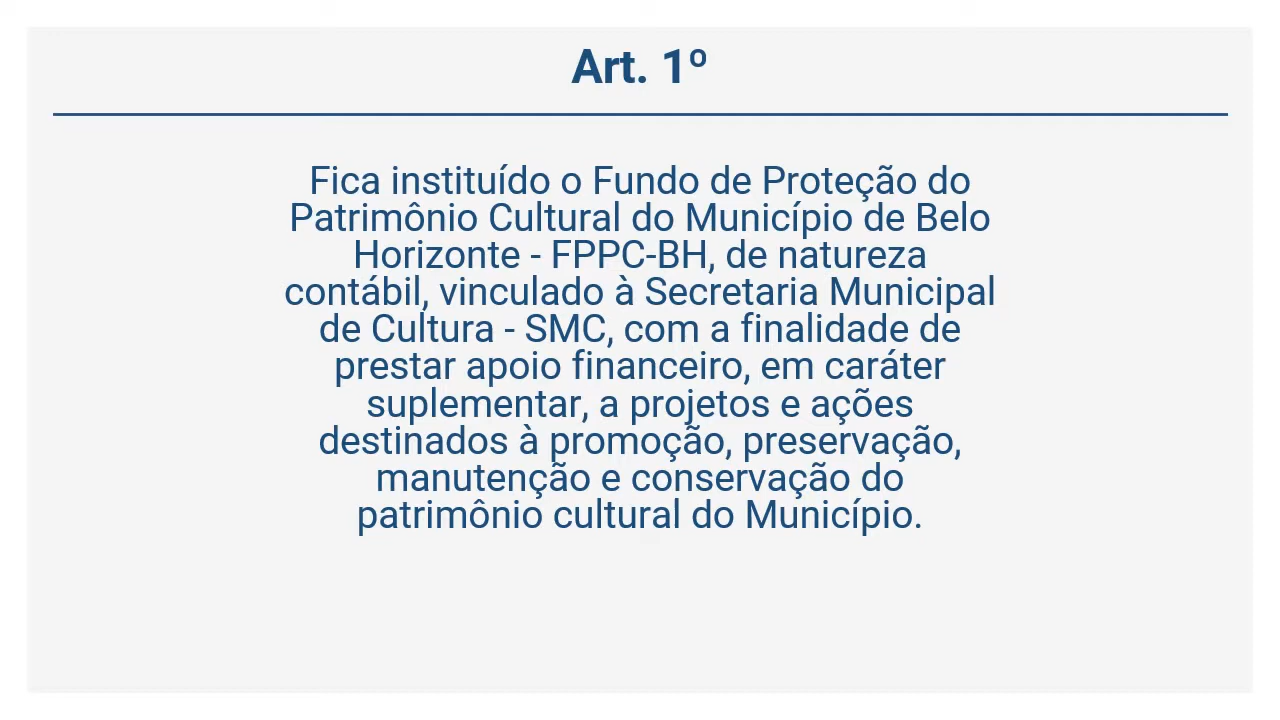 Art. 1º
Fica instituído o Fundo de Proteção do
Patrimônio Cultural do Município de Belo
Horizonte - FPPC-BH, de natureza
contábil, vinculado à Secretaria Municipal
de Cultura - SMC, com a finalidade de
prestar apoio financeiro, em caráter
suplementar, a projetos e ações
destinados à promoção, preservação,
manutenção e conservação do
patrimônio cultural do Município.